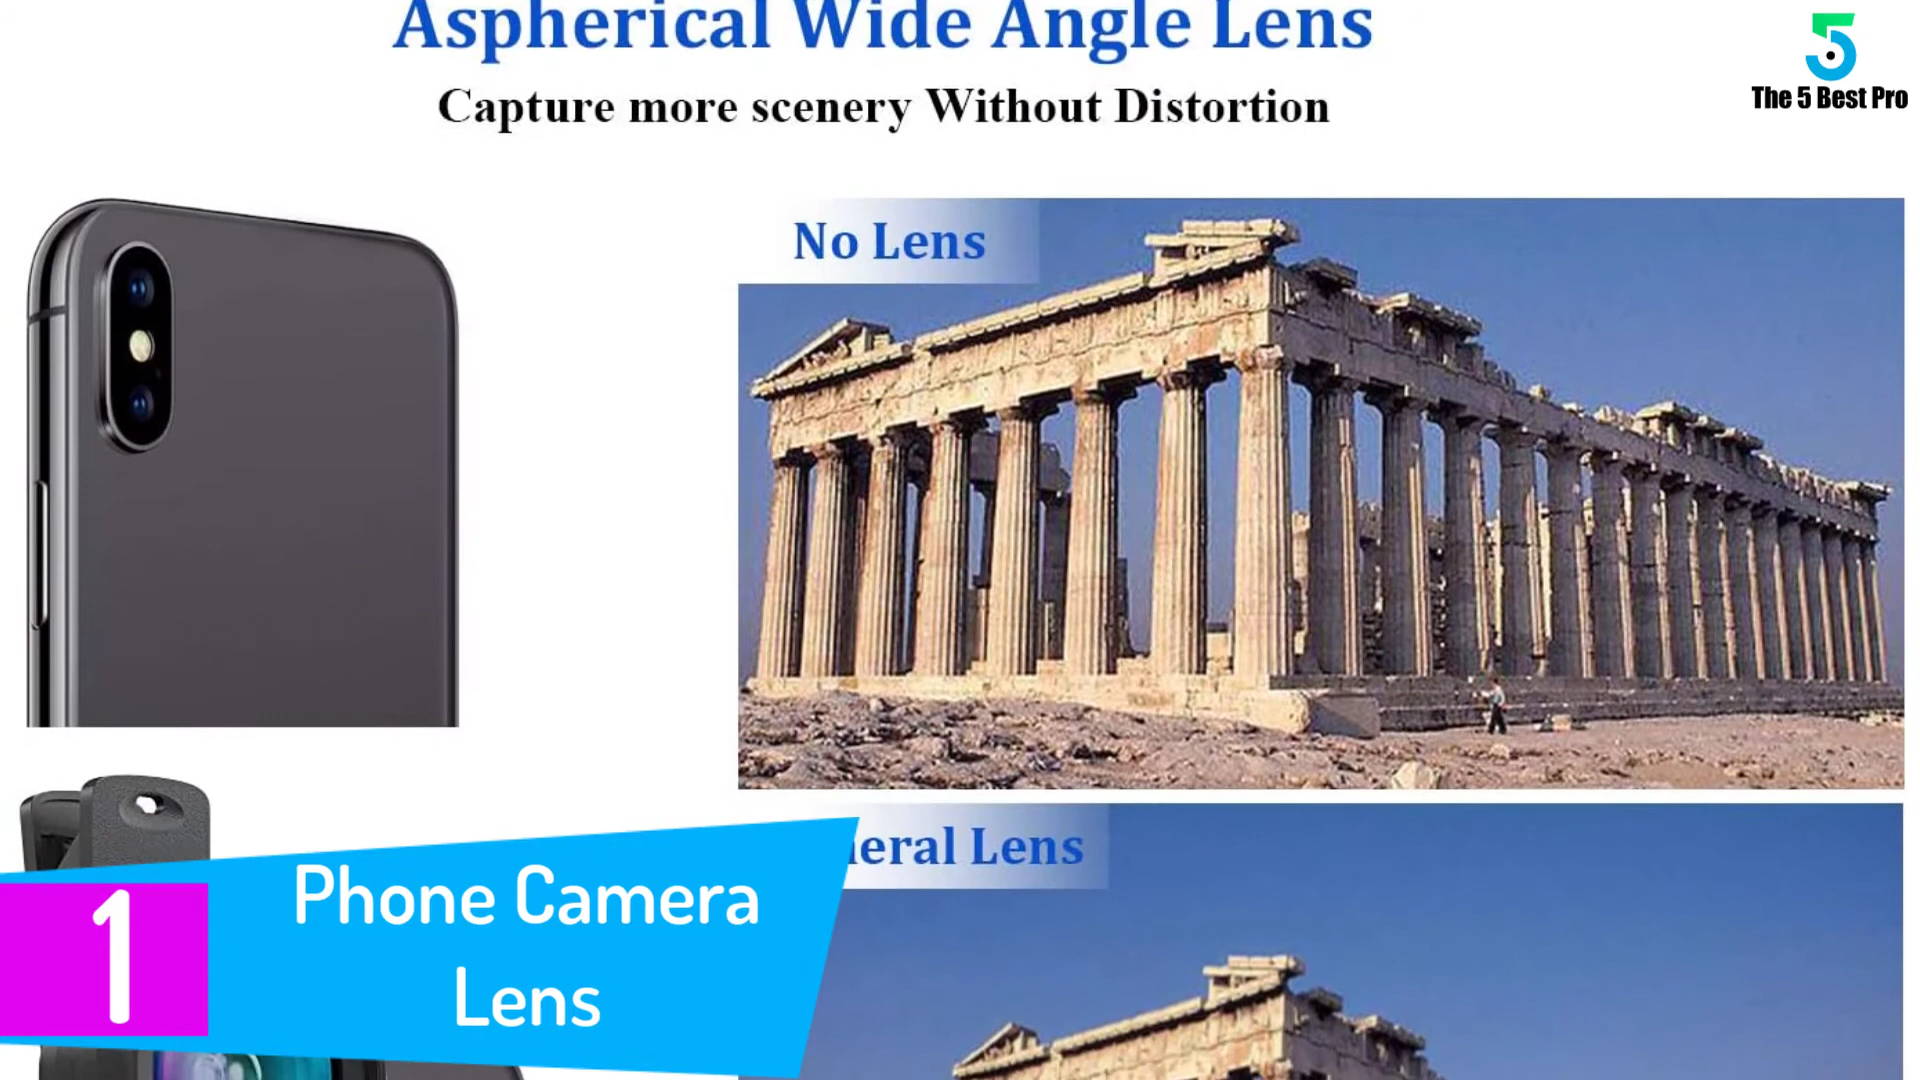 Aspherical Wide Angle Lens
Capture more scenery Without Distortion
5
The 5 Best Pro
No Lens
Lens
1
Phone Camera
Lens